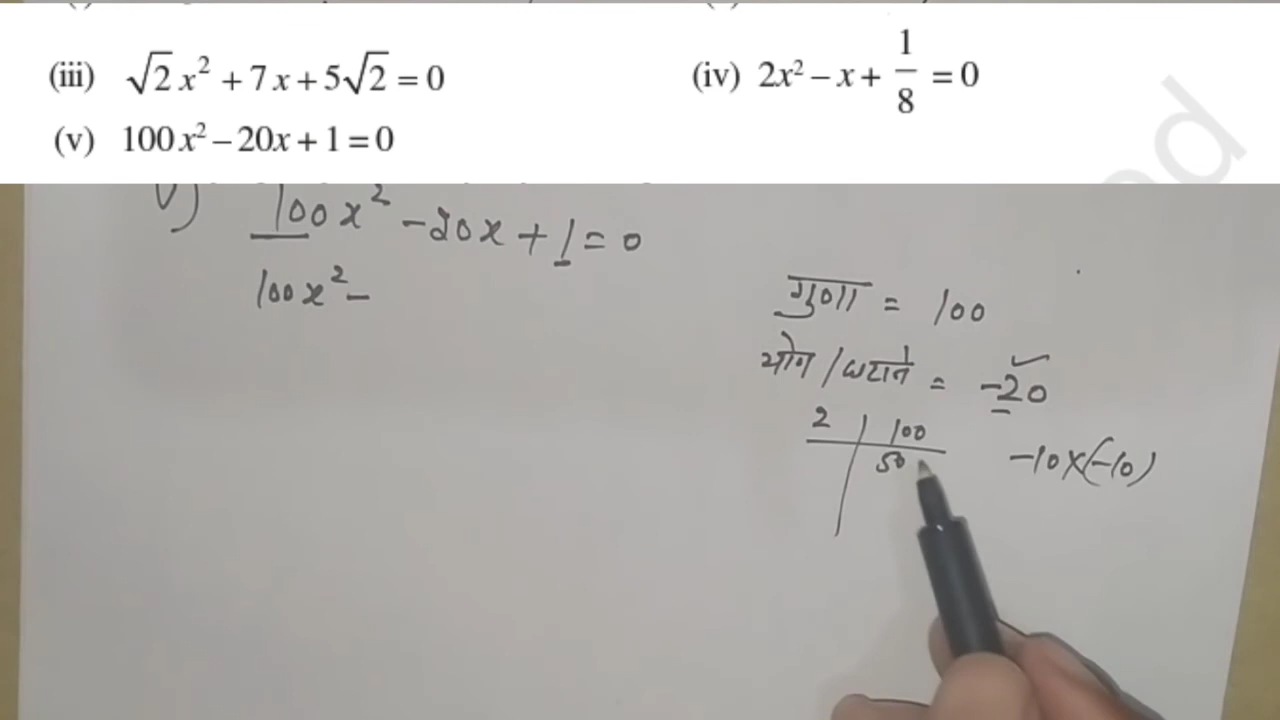 (iii) √2 x² + 7x + 5√2 = 0
(iv) 2x² – x + 1/8 = 0
(v) 100x² – 20x + 1 = 0
v) 100x² - 20x + 1 = 0
100x² -
गुणा = 100
योग / घटाने = -20
2 | 100
50
-10x(-10)